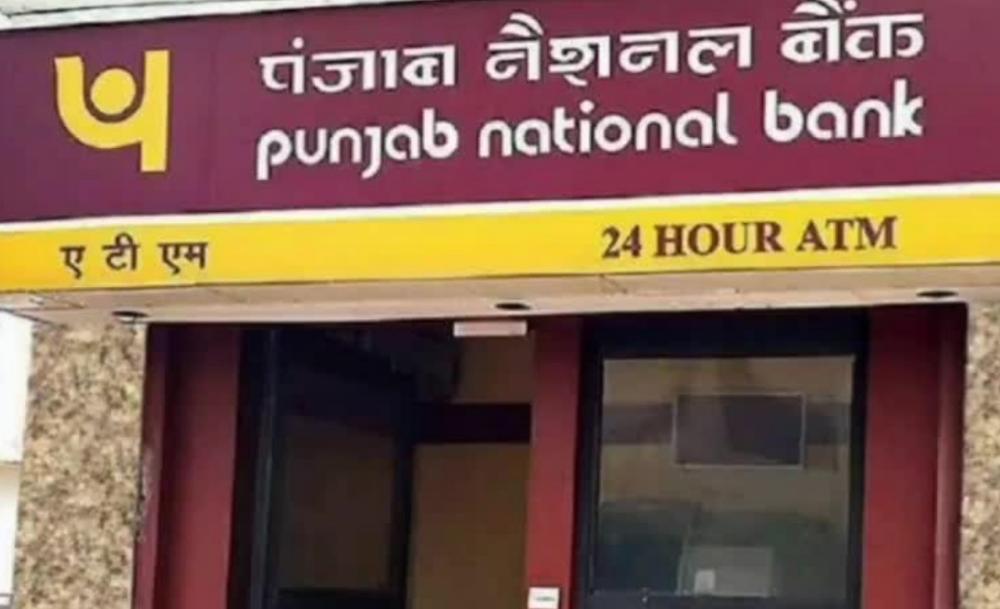 पंजाब नैशनल बैंक
punjab national bank
ए टी एम
24 HOUR ATM